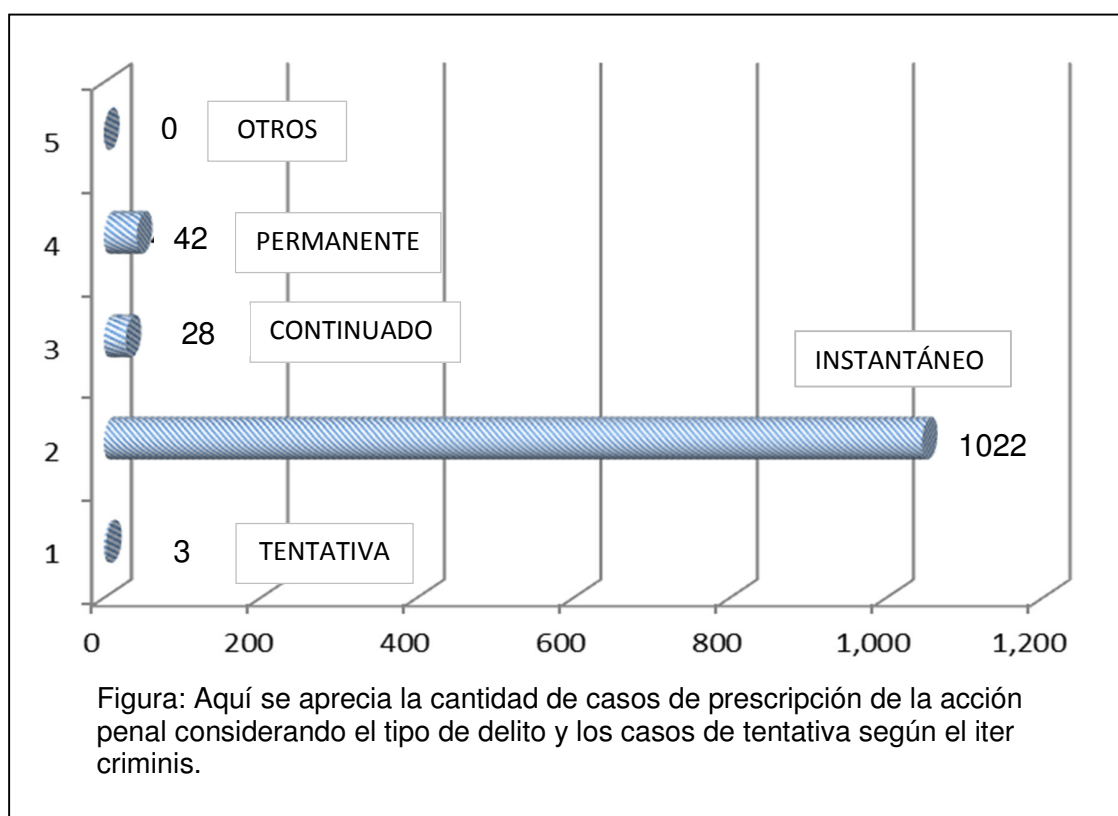 5 0 OTROS
4 42 PERMANENTE
3 28 CONTINUADO
INSTANTÁNEO
2 1022
1 3 TENTATIVA
0 200 400 600 800 1,000 1,200
Figura: Aquí se aprecia la cantidad de casos de prescripción de la acción
penal considerando el tipo de delito y los casos de tentativa según el iter
criminis.